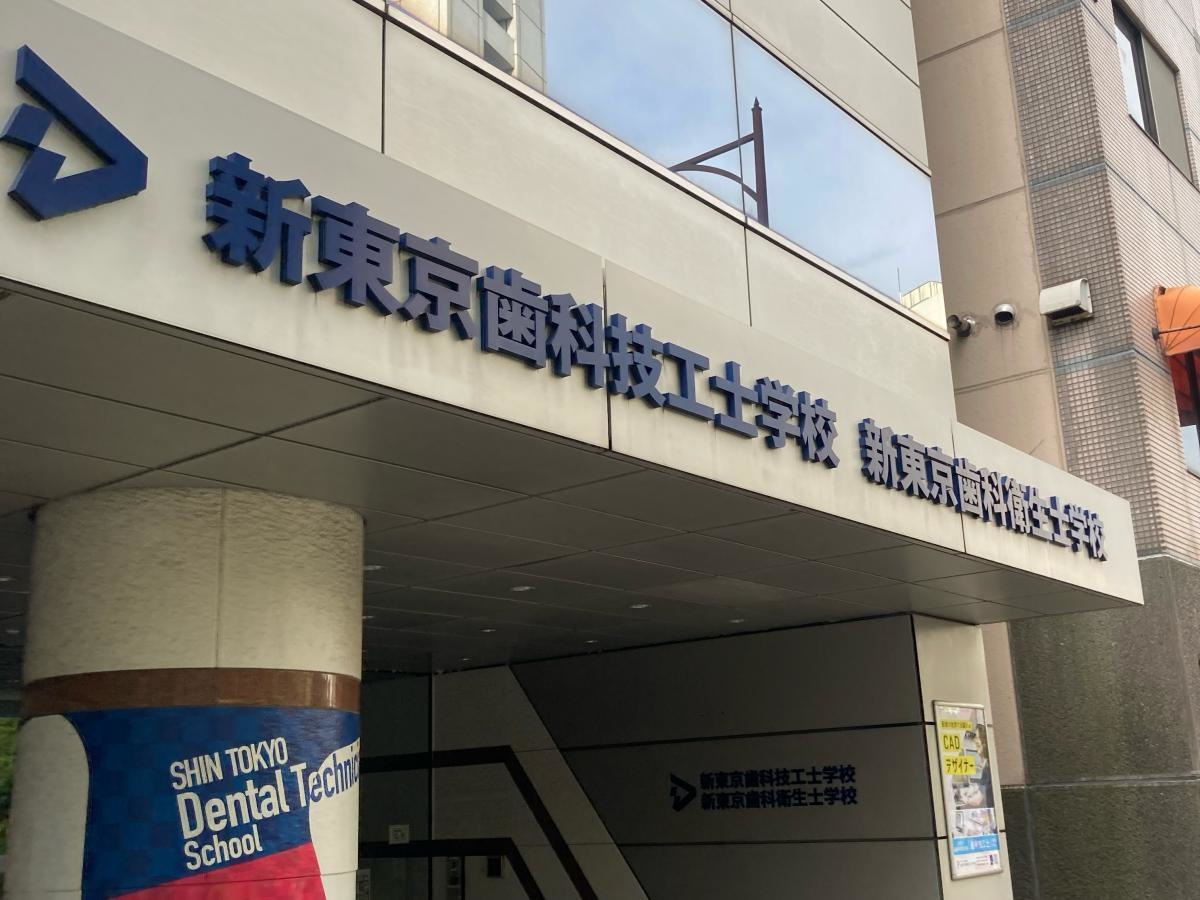 新東京歯科技工士学校 新東京歯科衛生士学校
SHIN TOKYO
Dental Technic
School
新東京歯科技工士学校
新東京歯科衛生士学校
CAD
デザイナー